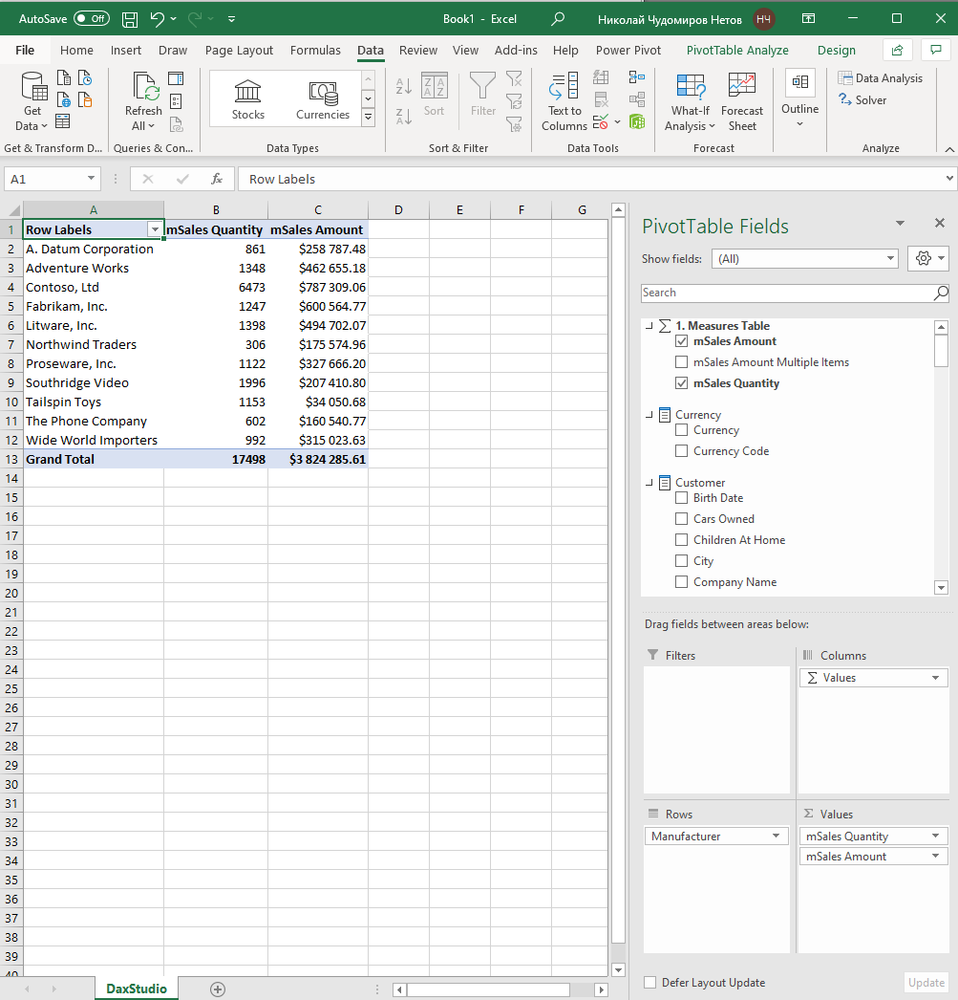 AutoSave Off Book1 - Excel Николай Чудомиров Нетов НЧ
File Home Insert Draw Page Layout Formulas Data Review View Add-ins Help Power Pivot PivotTable Analyze Design
Get Data
Refresh All
Stocks Currencies
Sort
Filter
Text to Columns
What-If Analysis
Forecast Sheet
Outline
Data Analysis
Solver
Get & Transform D... Queries & Con... Data Types Sort & Filter Data Tools Forecast Analyze
A1 fx Row Labels
A B C D E F G
1 Row Labels mSales Quantity mSales Amount
2 A. Datum Corporation 861 $258 787.48
3 Adventure Works 1348 $462 655.18
4 Contoso, Ltd 6473 $787 309.06
5 Fabrikam, Inc. 1247 $600 564.77
6 Litware, Inc. 1398 $494 702.07
7 Northwind Traders 306 $175 574.96
8 Proseware, Inc. 1122 $327 666.20
9 Southridge Video 1996 $207 410.80
10 Tailspin Toys 1153 $34 050.68
11 The Phone Company 602 $160 540.77
12 Wide World Importers 992 $315 023.63
13 Grand Total 17498 $3 824 285.61
14
15
16
17
18
19
20
21
22
23
24
25
26
27
28
29
30
31
32
33
34
35
36
37
38
39
40
DaxStudio
PivotTable Fields
Show fields: (All)
Search
1. Measures Table
mSales Amount
mSales Amount Multiple Items
mSales Quantity
Currency
Currency
Currency Code
Customer
Birth Date
Cars Owned
Children At Home
City
Company Name
Drag fields between areas below:
Filters
Columns
Σ Values
Rows
Manufacturer
Σ Values
mSales Quantity
mSales Amount
Defer Layout Update Update